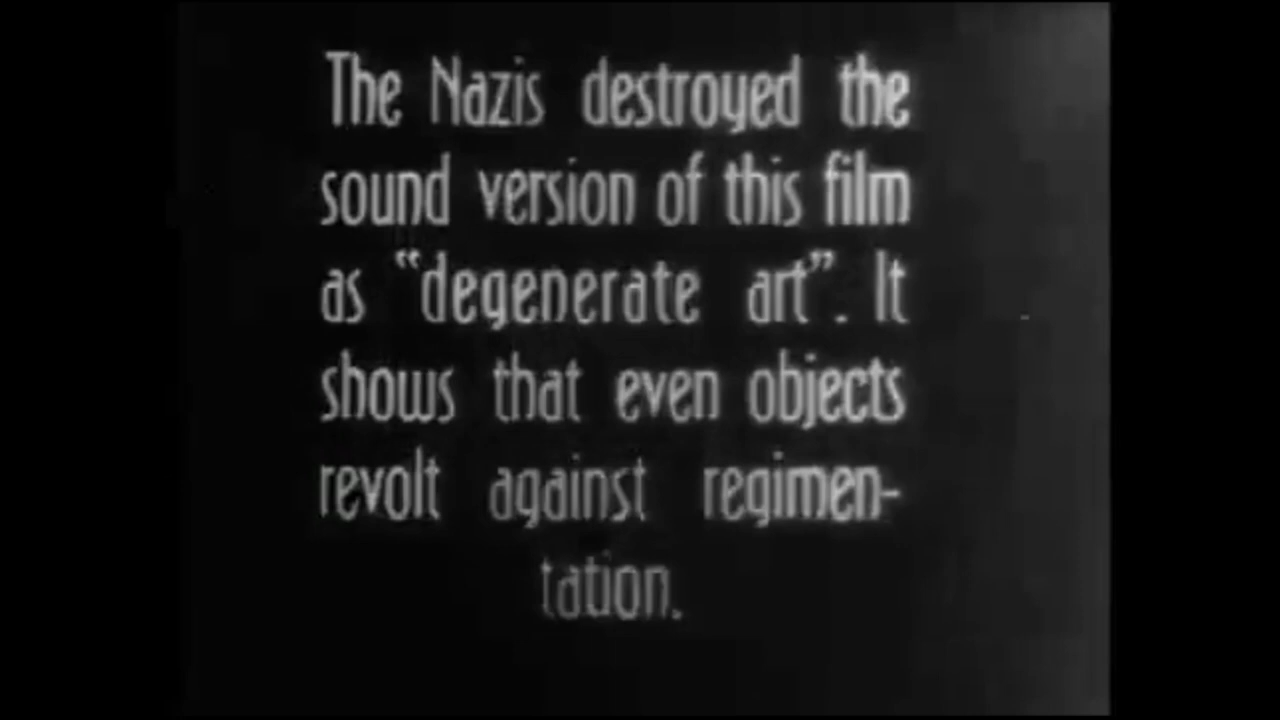 The Nazis destroyed the
sound version of this film
as “degenerate art”. It
shows that even objects
revolt against regimen-
tation.